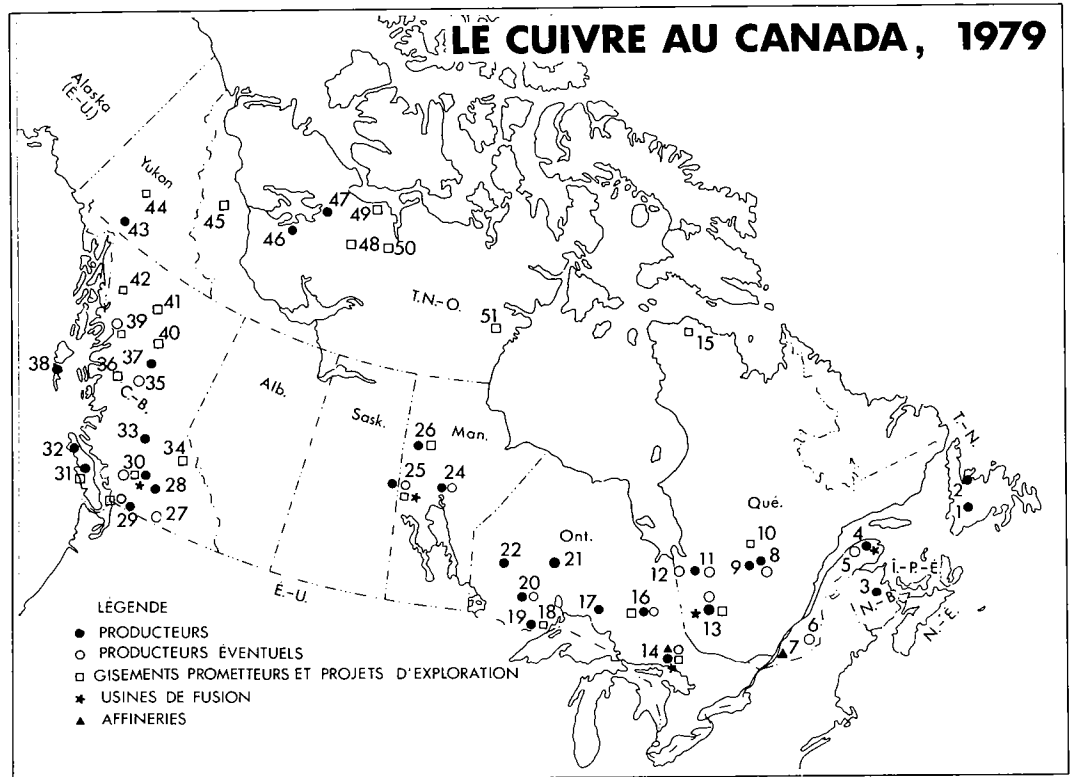 LE CUIVRE AU CANADA, 1979
Alaska
(É.-U.)
Yukon
44
43
45
47
46
49
48
50
42
41
39
40
T.N.-O.
51
15
38
37
36
35
C.-B.
Alb.
Sask.
Man.
T.-N.
33
32
34
26
31
30
28
25
24
29
27
2
1
Qué.
Ont.
10
22
21
12
11
9
8
4
5
Î.-P.-É.
3
N.-B.
N.-É.
É.-U.
20
17
16
13
19
18
6
14
7
LÉGENDE
PRODUCTEURS
PRODUCTEURS ÉVENTUELS
GISEMENTS PROMETTEURS ET PROJETS D'EXPLORATION
USINES DE FUSION
AFFINERIES